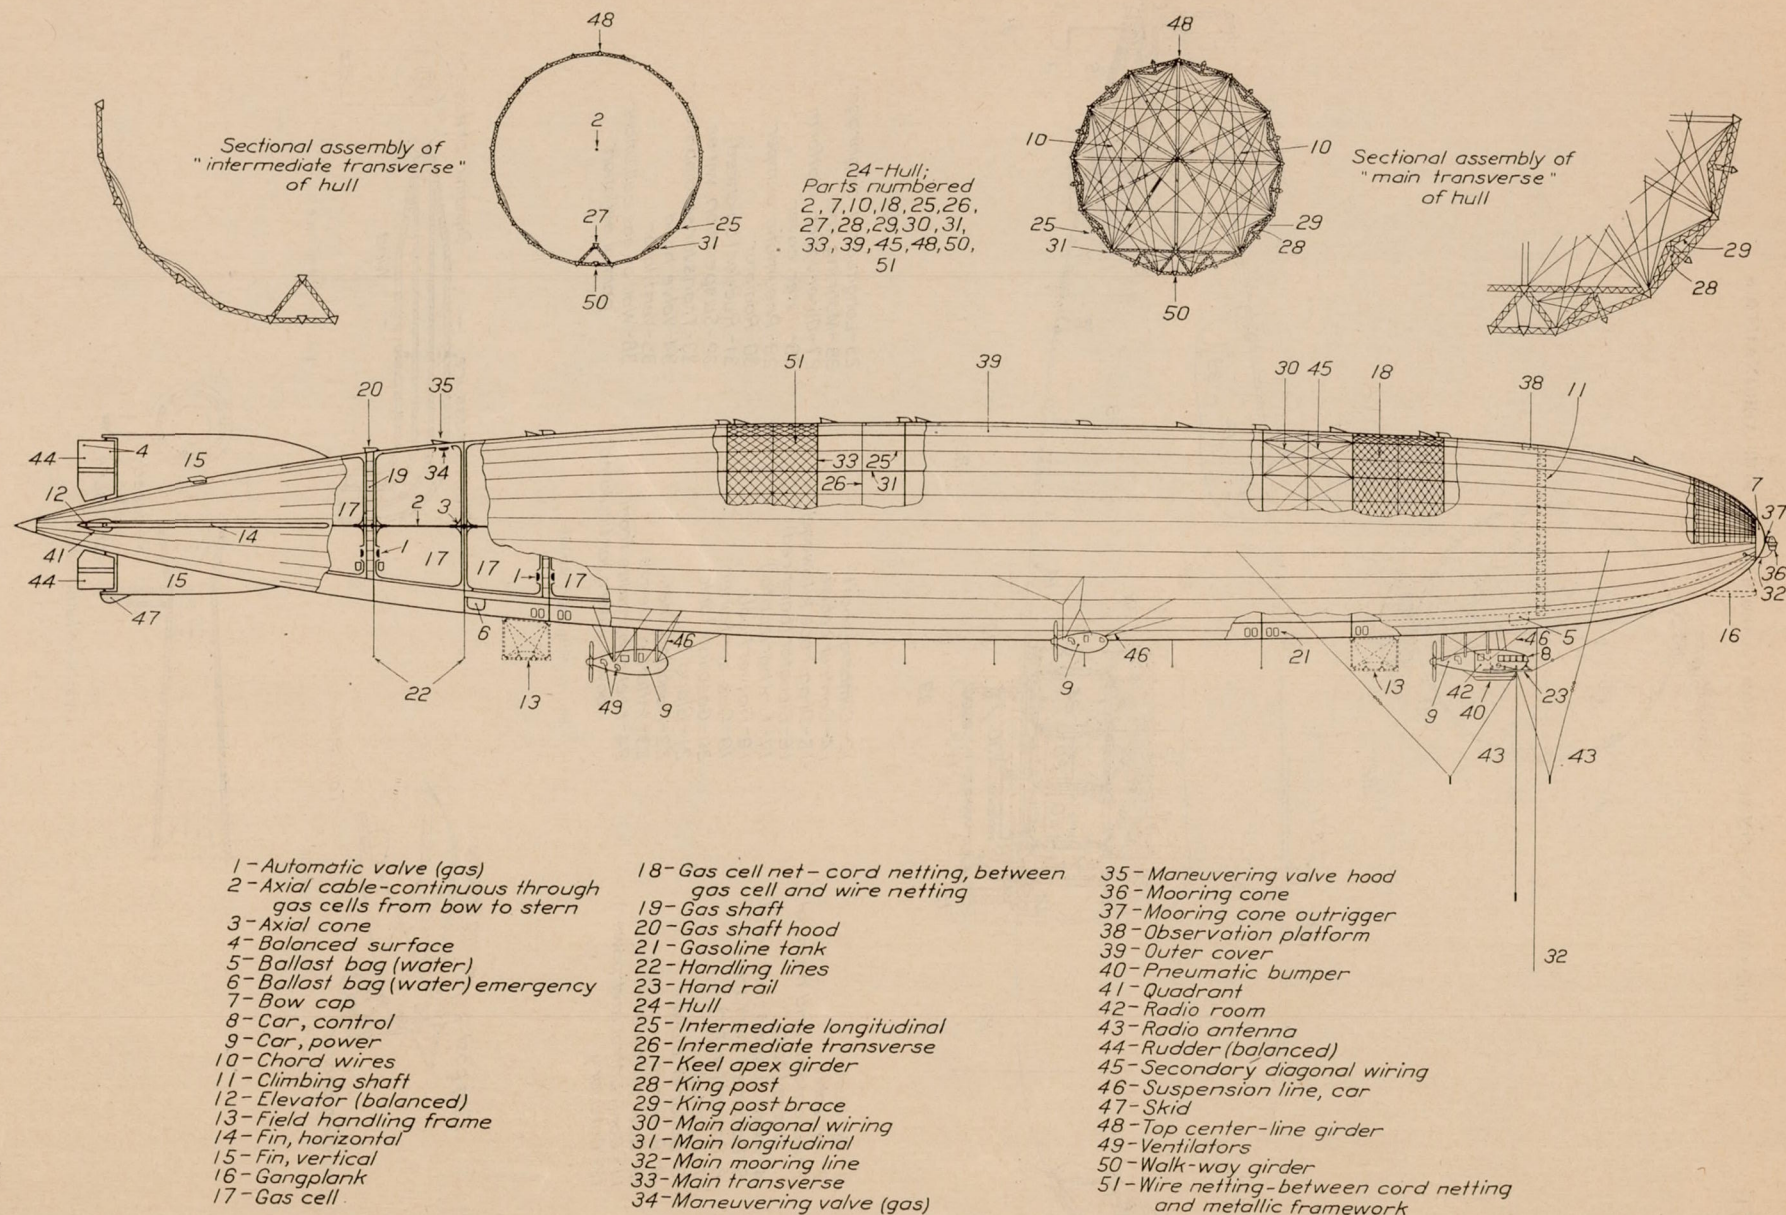 48
48
2
10
10
Sectional assembly of
"intermediate transverse"
of hull
24-Hull;
Parts numbered
2, 7, 10, 18, 25, 26,
27, 28, 29, 30, 31,
33, 39, 45, 48, 50,
51
Sectional assembly of
"main transverse"
of hull
27
25
31
50
25
31
29
28
50
29
28
20
35
51
39
30
45
18
38
11
44
4
15
19
34
33
25
26
31
12
17
2
3
7
37
14
41
1
17
17
1
17
36
44
15
32
47
6
46
46
21
5
46
8
16
22
13
49
9
9
13
9
42
40
23
43
43
32
1-Automatic valve (gas)
2-Axial cable-continuous through
gas cells from bow to stern
3-Axial cone
4-Balanced surface
5-Ballast bag (water)
6-Ballast bag (water) emergency
7-Bow cap
8-Car, control
9-Car, power
10-Chord wires
11-Climbing shaft
12-Elevator (balanced)
13-Field handling frame
14-Fin, horizontal
15-Fin, vertical
16-Gangplank
17-Gas cell
18-Gas cell net-cord netting, between
gas cell and wire netting
19-Gas shaft
20-Gas shaft hood
21-Gasoline tank
22-Handling lines
23-Hand rail
24-Hull
25-Intermediate longitudinal
26-Intermediate transverse
27-Keel apex girder
28-King post
29-King post brace
30-Main diagonal wiring
31-Main longitudinal
32-Main mooring line
33-Main transverse
34-Maneuvering valve (gas)
35-Maneuvering valve hood
36-Mooring cone
37-Mooring cone outrigger
38-Observation platform
39-Outer cover
40-Pneumatic bumper
41-Quadrant
42-Radio room
43-Radio antenna
44-Rudder (balanced)
45-Secondary diagonal wiring
46-Suspension line, car
47-Skid
48-Top center-line girder
49-Ventilators
50-Walk-way girder
51-Wire netting-between cord netting
and metallic framework